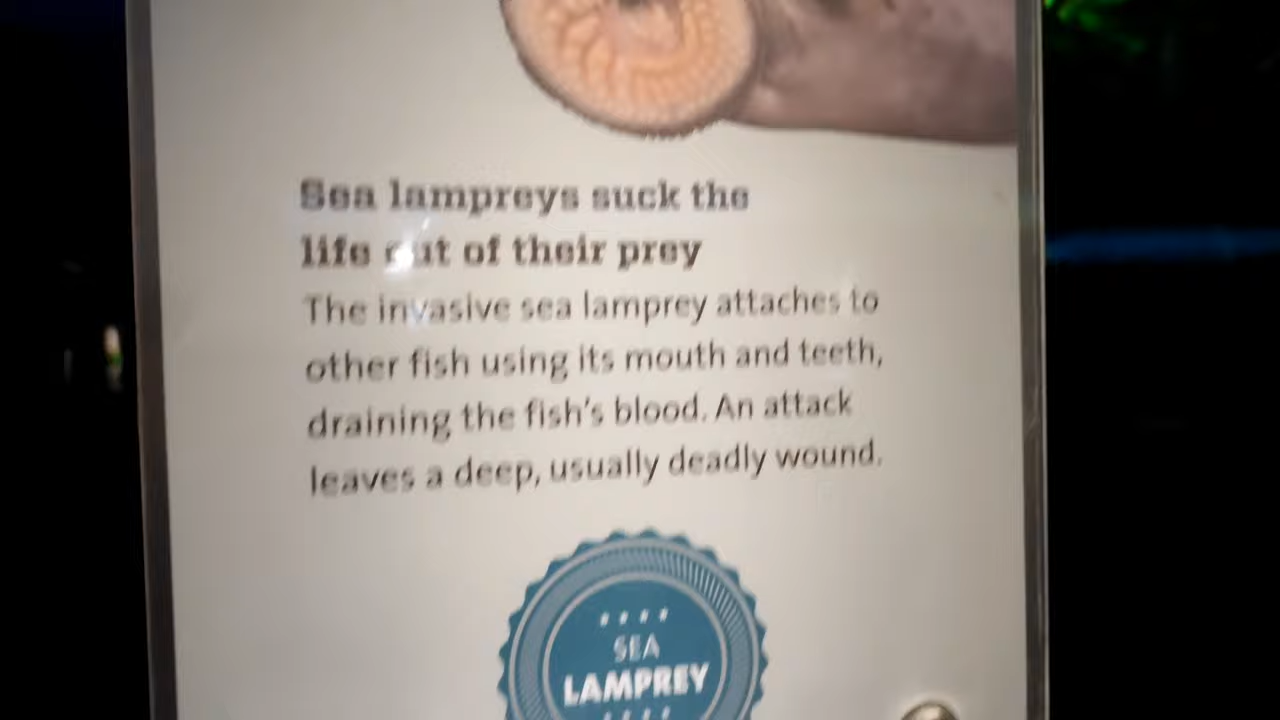 Sea lampreys suck the
life out of their prey
The invasive sea lamprey attaches to
other fish using its mouth and teeth,
draining the fish's blood. An attack
leaves a deep, usually deadly wound.
SEA
LAMPREY